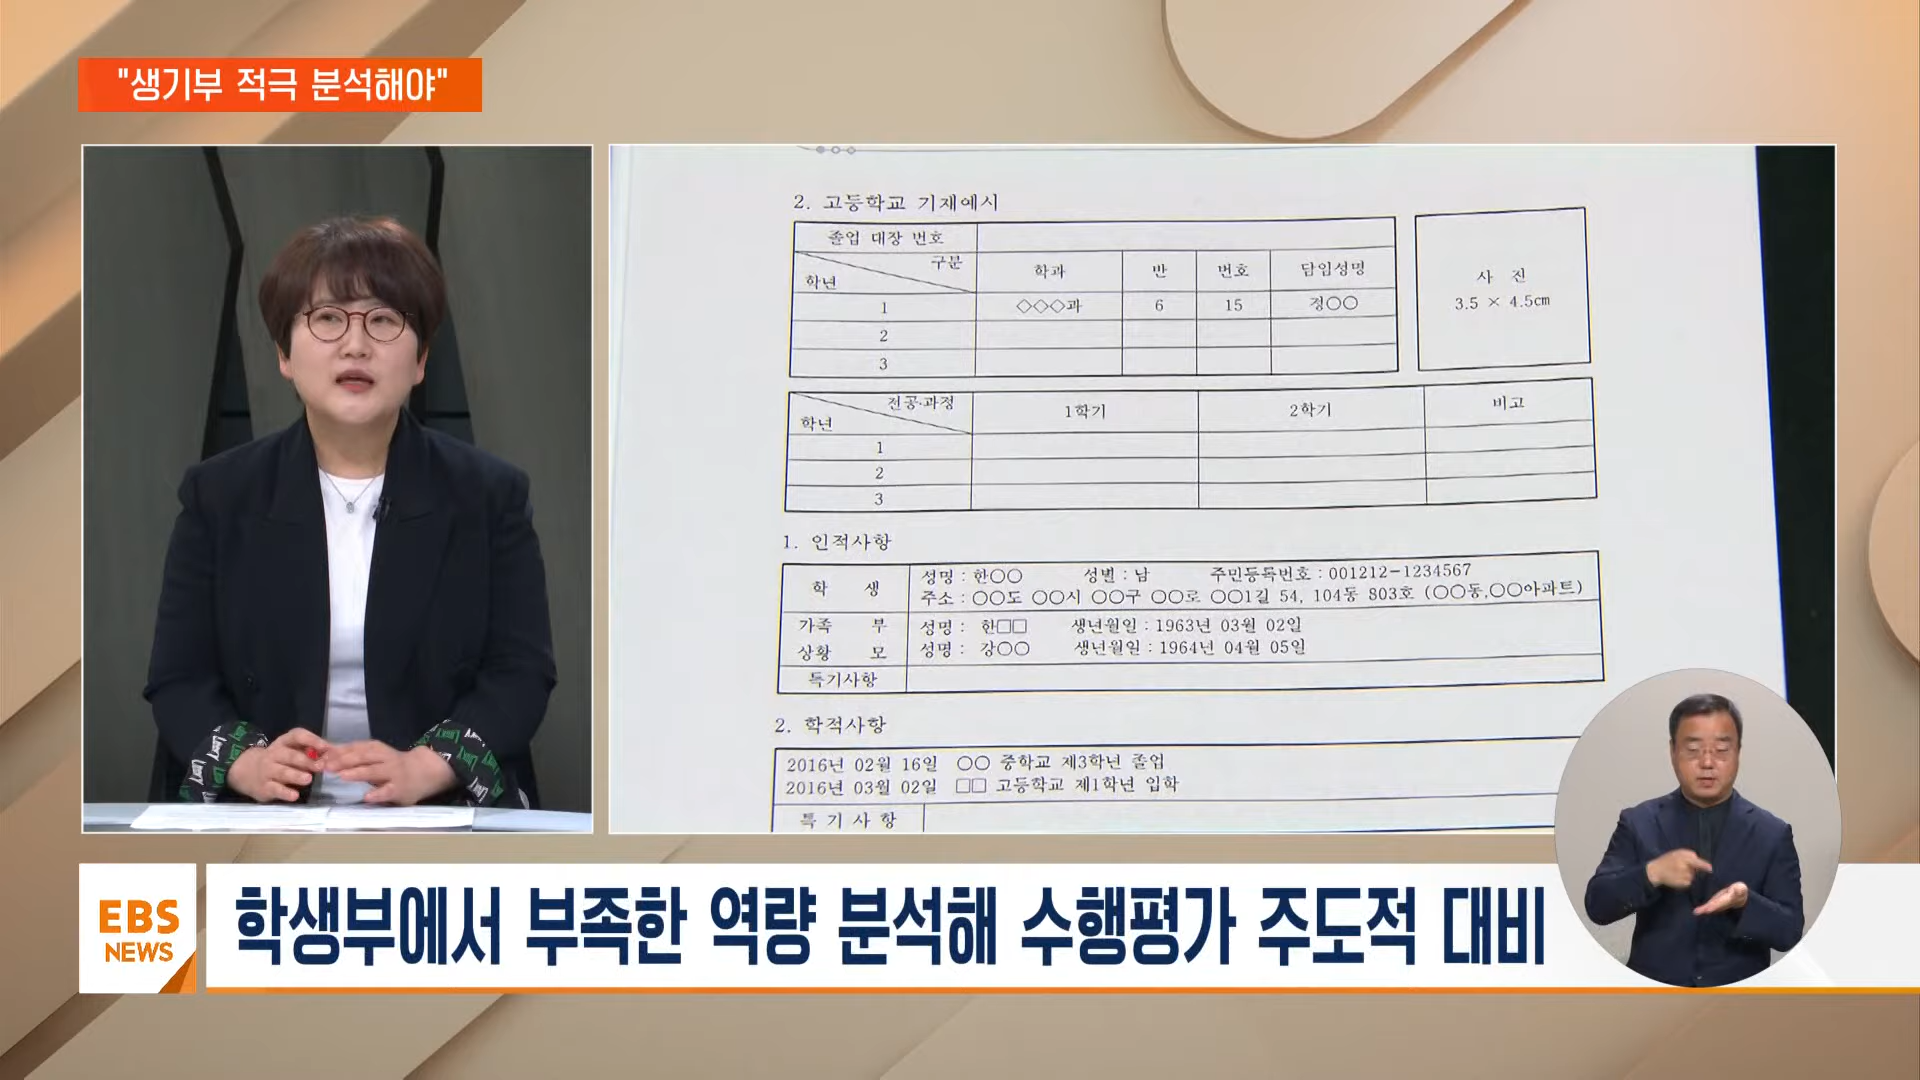 "생기부 적극 분석해야"
2. 고등학교 기재예시
졸업 대장 번호
구분
학년
학과 반 번호 담임성명
1 ◇◇◇과 6 15 정○○
2
3
사 진
3.5 × 4.5㎝
전공·과정
학년
1학기 2학기 비고
1
2
3
1. 인적사항
학 생
성명 : 한○○ 성별 : 남 주민등록번호 : 001212-1234567
주소 : ○○도 ○○시 ○○구 ○○로 ○○1길 54, 104동 803호 (○○동,○○아파트)
가족 부 성명 : 한□□ 생년월일 : 1963년 03월 02일
상황 모 성명 : 강○○ 생년월일 : 1964년 04월 05일
특기사항
2. 학적사항
2016년 02월 16일 ○○ 중학교 제3학년 졸업
2016년 03월 02일 □□ 고등학교 제1학년 입학
특 기 사 항
EBS
NEWS
학생부에서 부족한 역량 분석해 수행평가 주도적 대비